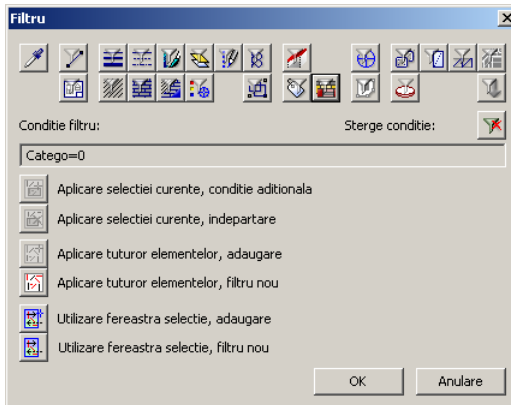 Filtru
Conditie filtru:
Sterge conditie:
Catego=0
Aplicare selectiei curente, conditie aditionala
Aplicare selectiei curente, indepartare
Aplicare tuturor elementelor, adaugare
Aplicare tuturor elementelor, filtru nou
Utilizare fereastra selectie, adaugare
Utilizare fereastra selectie, filtru nou
OK
Anulare